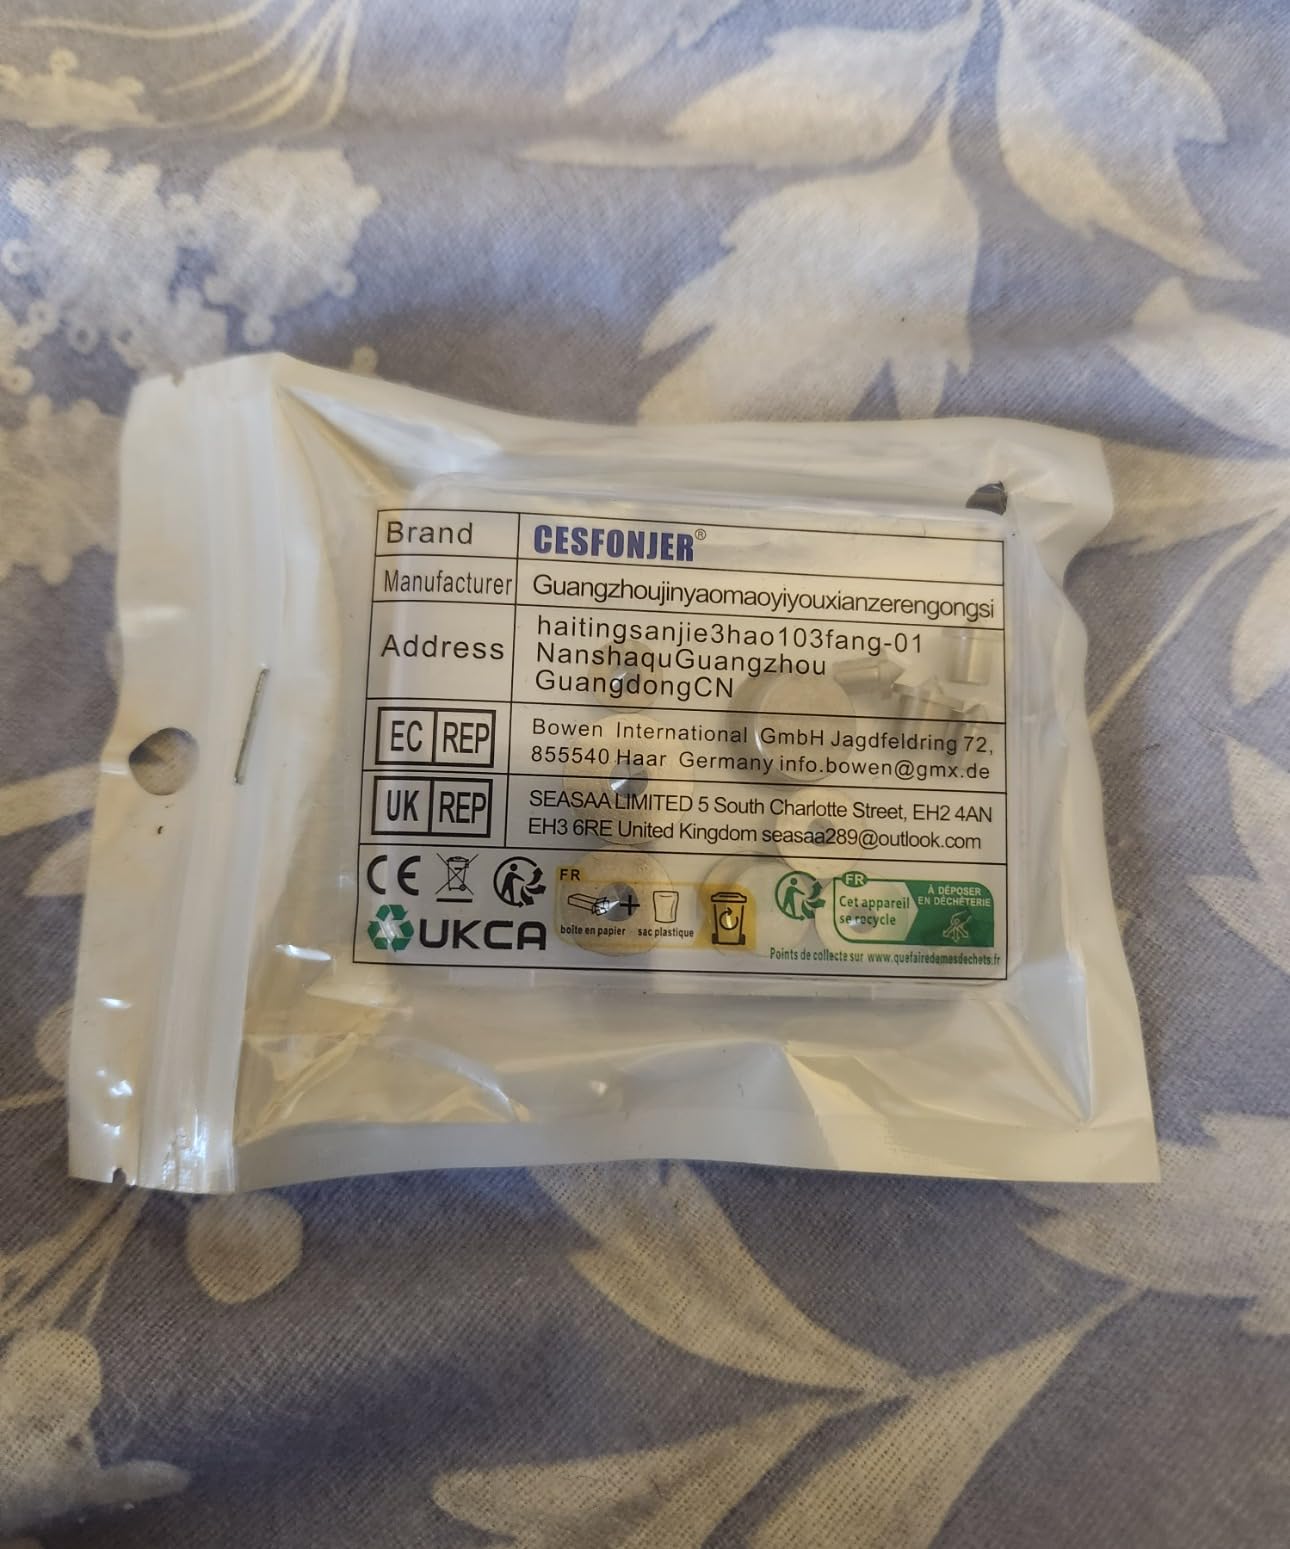 Brand CESFONJER®
Manufacturer Guangzhoujinyaomaoyiyouxianzerengongsi
Address haitingsanjie3hao103fang-01
NanshaquGuangzhou
GuangdongCN
EC REP Bowen International GmbH Jagdfeldring 72,
855540 Haar Germany info.bowen@gmx.de
UK REP SEASAA LIMITED 5 South Charlotte Street, EH2 4AN
EH3 6RE United Kingdom seasaa289@outlook.com
CE
UKCA
FR
+
boîte en papier sac plastique
FR
Cet appareil
se recycle
À DÉPOSER
EN DÉCHÈTERIE
Points de collecte sur www.quefairedemesdechets.fr